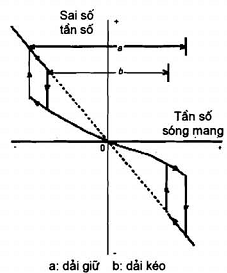 Sai số
tần số
+
a
b
Tần số
sóng mang
-
0
+
-
a: dải giữ b: dải kéo